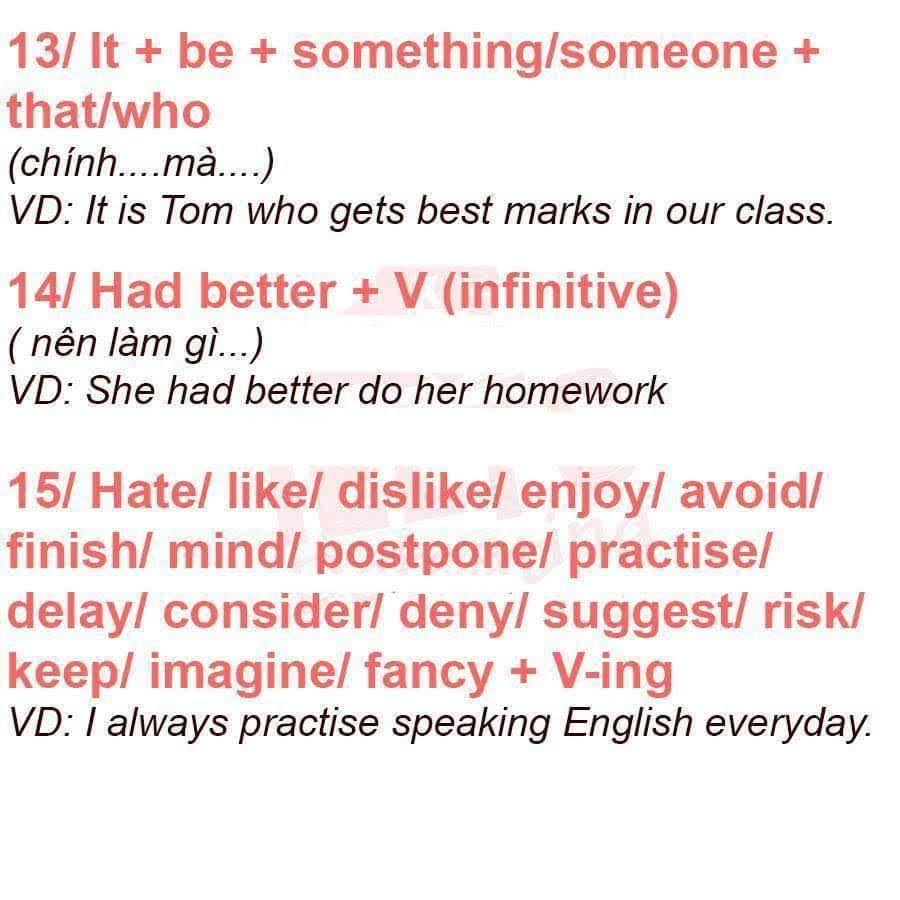 13/ It + be + something/someone +
that/who
(chính....mà....)
VD: It is Tom who gets best marks in our class.
14/ Had better + V (infinitive)
( nên làm gì...)
VD: She had better do her homework
15/ Hate/ like/ dislike/ enjoy/ avoid/
finish/ mind/ postpone/ practise/
delay/ consider/ deny/ suggest/ risk/
keep/ imagine/ fancy + V-ing
VD: I always practise speaking English everyday.